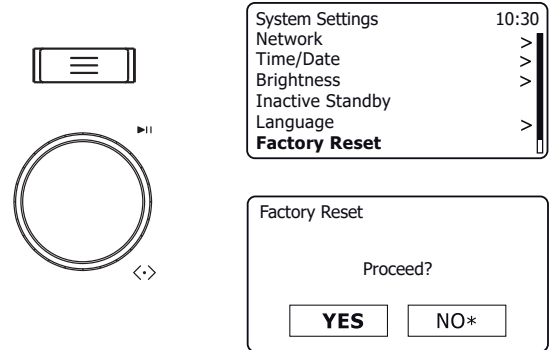 System Settings 10:30
Network >
Time/Date >
Brightness >
Inactive Standby
Language >
Factory Reset
Factory Reset
Proceed?
YES NO*